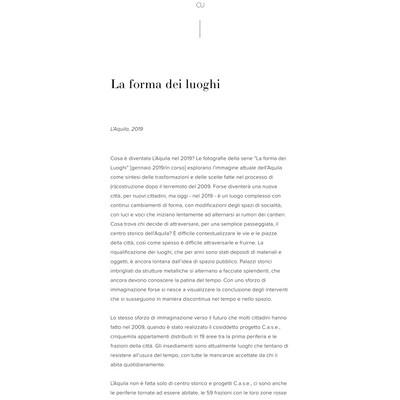 CU
La forma dei luoghi
L'Aquila, 2019
Cosa è diventata L'Aquila nel 2019? Le fotografie della serie "La forma dei
Luoghi" [gennaio 2019/in corso] esplorano l'immagine attuale dell'Aquila
come sintesi delle trasformazioni e delle scelte fatte nel processo di
(ri)costruzione dopo il terremoto del 2009. Forse diventerà una nuova
città, per nuovi cittadini, ma oggi - nel 2019 - è un luogo complesso con
continui cambiamenti di forma, con modificazioni degli spazi di socialità,
con luci e voci che iniziano lentamente ad alternarsi ai rumori dei cantieri.
Cosa trova chi decide di attraversare, per una semplice passeggiata, il
centro storico dell'Aquila? È difficile contestualizzare le vie e le piazze
della città, così come spesso è difficile attraversarle e fruirne. La
riqualificazione dei luoghi, che per anni sono stati depositi di materiali e
oggetti, è ancora lontana dall'idea di spazio pubblico. Palazzi storici
imbrigliati da strutture metalliche si alternano a facciate splendenti, che
ancora devono conoscere la patina del tempo. Con uno sforzo di
immaginazione forse si riesce a visualizzare la conclusione degli interventi
che si susseguono in maniera discontinua nel tempo e nello spazio.
Lo stesso sforzo di immaginazione verso il futuro che molti cittadini hanno
fatto nel 2009, quando è stato realizzato il cosiddetto progetto C.a.s.e.,
cinquemila appartamenti distribuiti in 19 aree tra la prima periferia e le
frazioni della città. Gli insediamenti sono attualmente luoghi che tentano di
resistere all'usura del tempo, con tutte le mancanze accettate da chi li
abita quotidianamente.
L'Aquila non è fatta solo di centro storico e progetti C.a.s.e., ci sono anche
le periferie tornate ad essere abitate, le 59 frazioni con le loro zone rosse